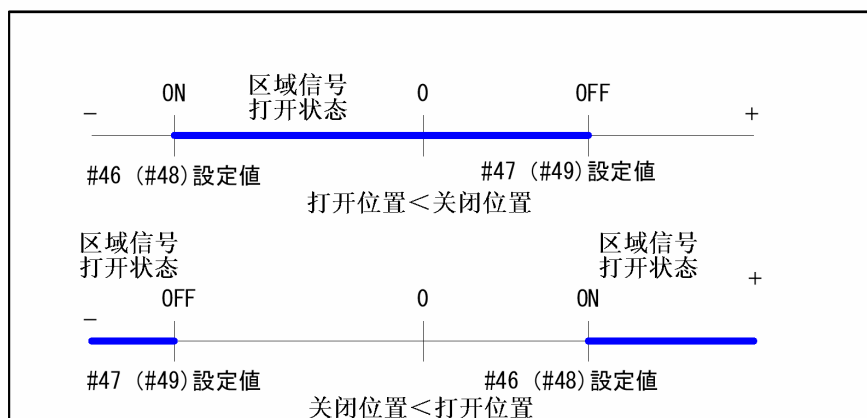 区域信号
打开状态
ON 0 OFF
− +
#46 (#48)設定値 #47 (#49)設定値
打开位置＜关闭位置
区域信号 区域信号
打开状态 打开状态
OFF 0 ON
− +
#47 (#49)設定値 #46 (#48)設定値
关闭位置＜打开位置